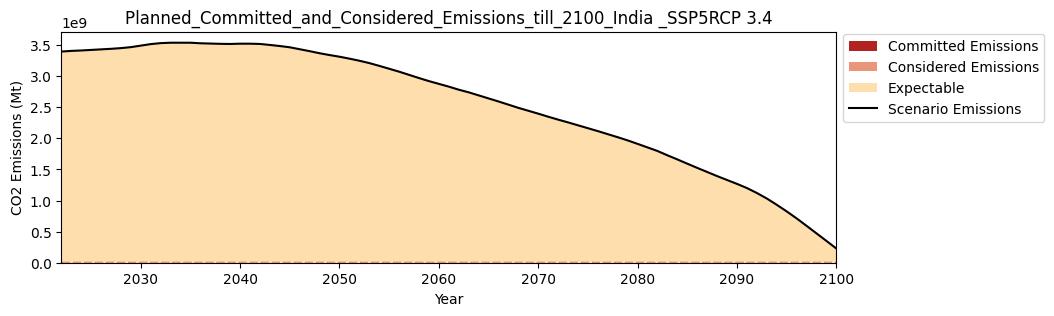 Planned_Committed_and_Considered_Emissions_till_2100_India _SSP5RCP 3.4
1e9
3.5
3.0
2.5
2.0
1.5
1.0
0.5
0.0
CO2 Emissions (Mt)
2030 2040 2050 2060 2070 2080 2090 2100
Year
Committed Emissions
Considered Emissions
Expectable
Scenario Emissions